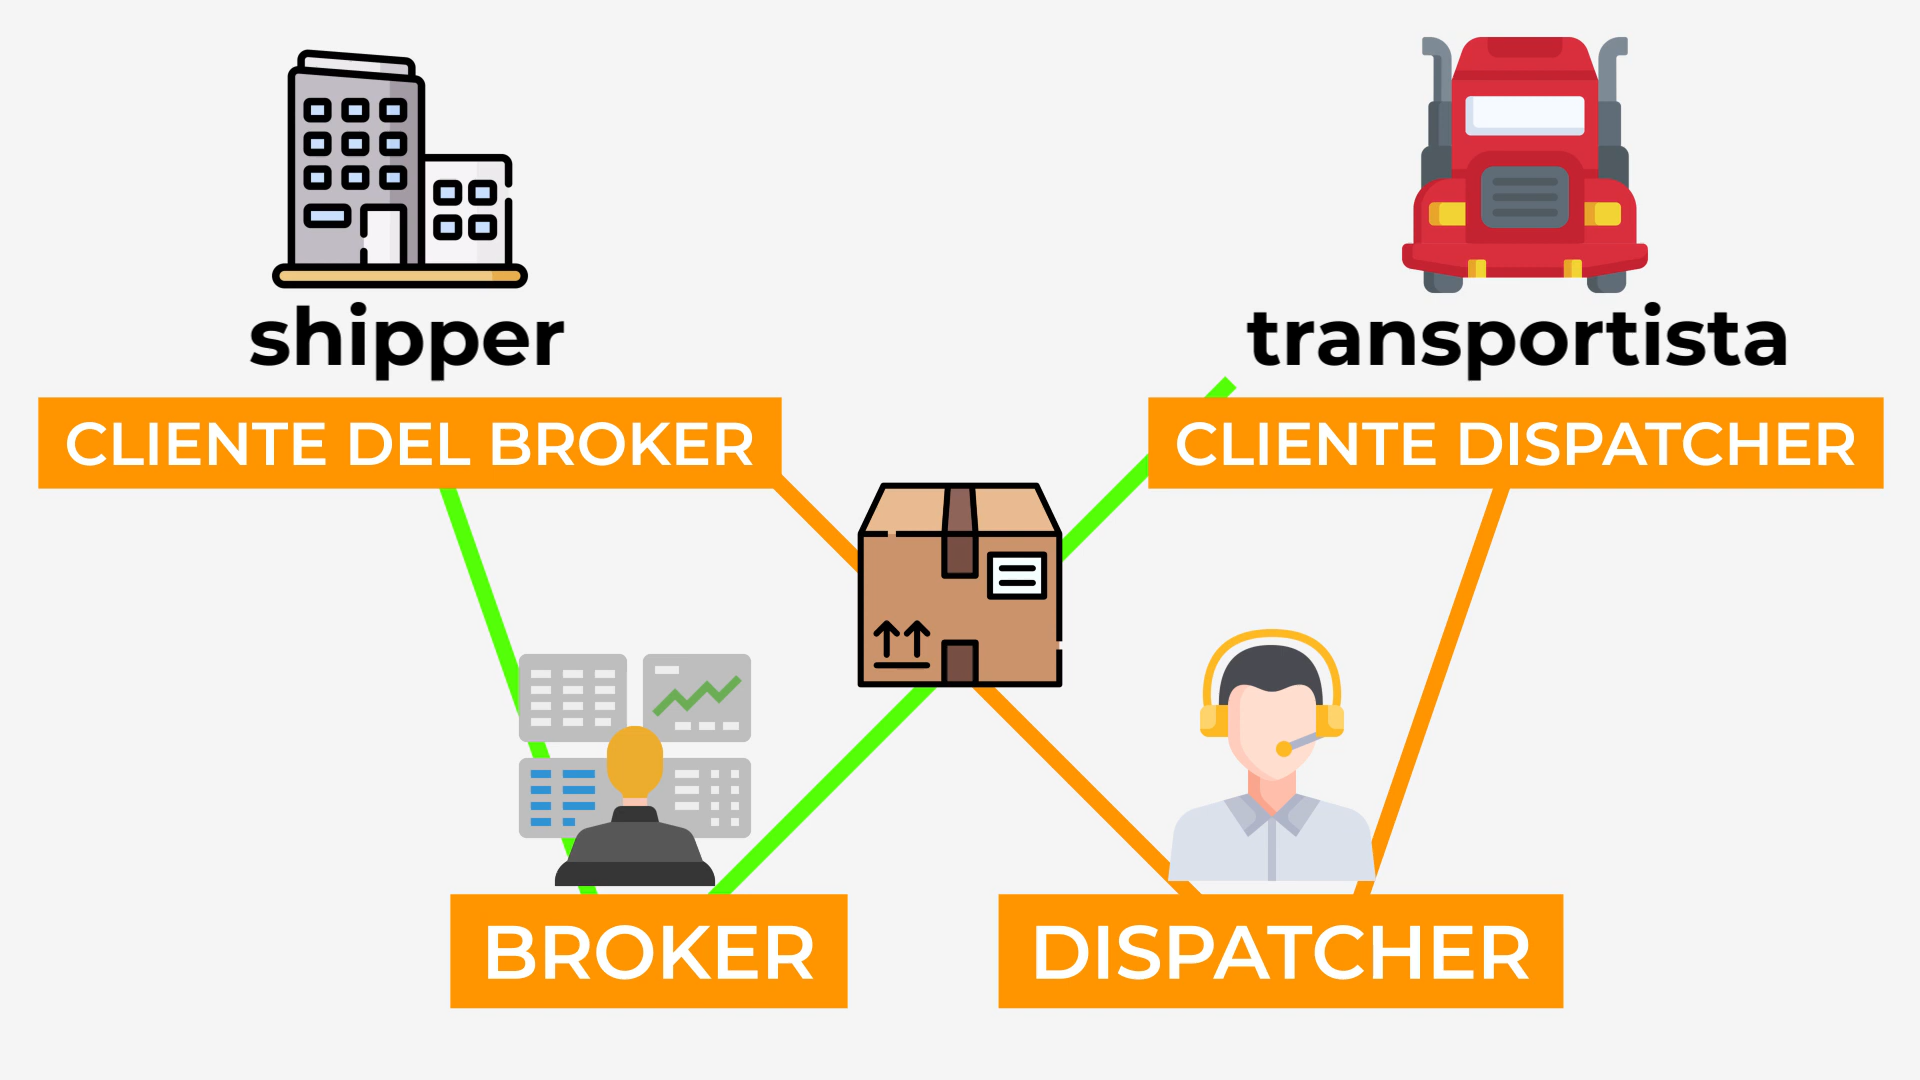 shipper
transportista
CLIENTE DEL BROKER
CLIENTE DISPATCHER
BROKER
DISPATCHER